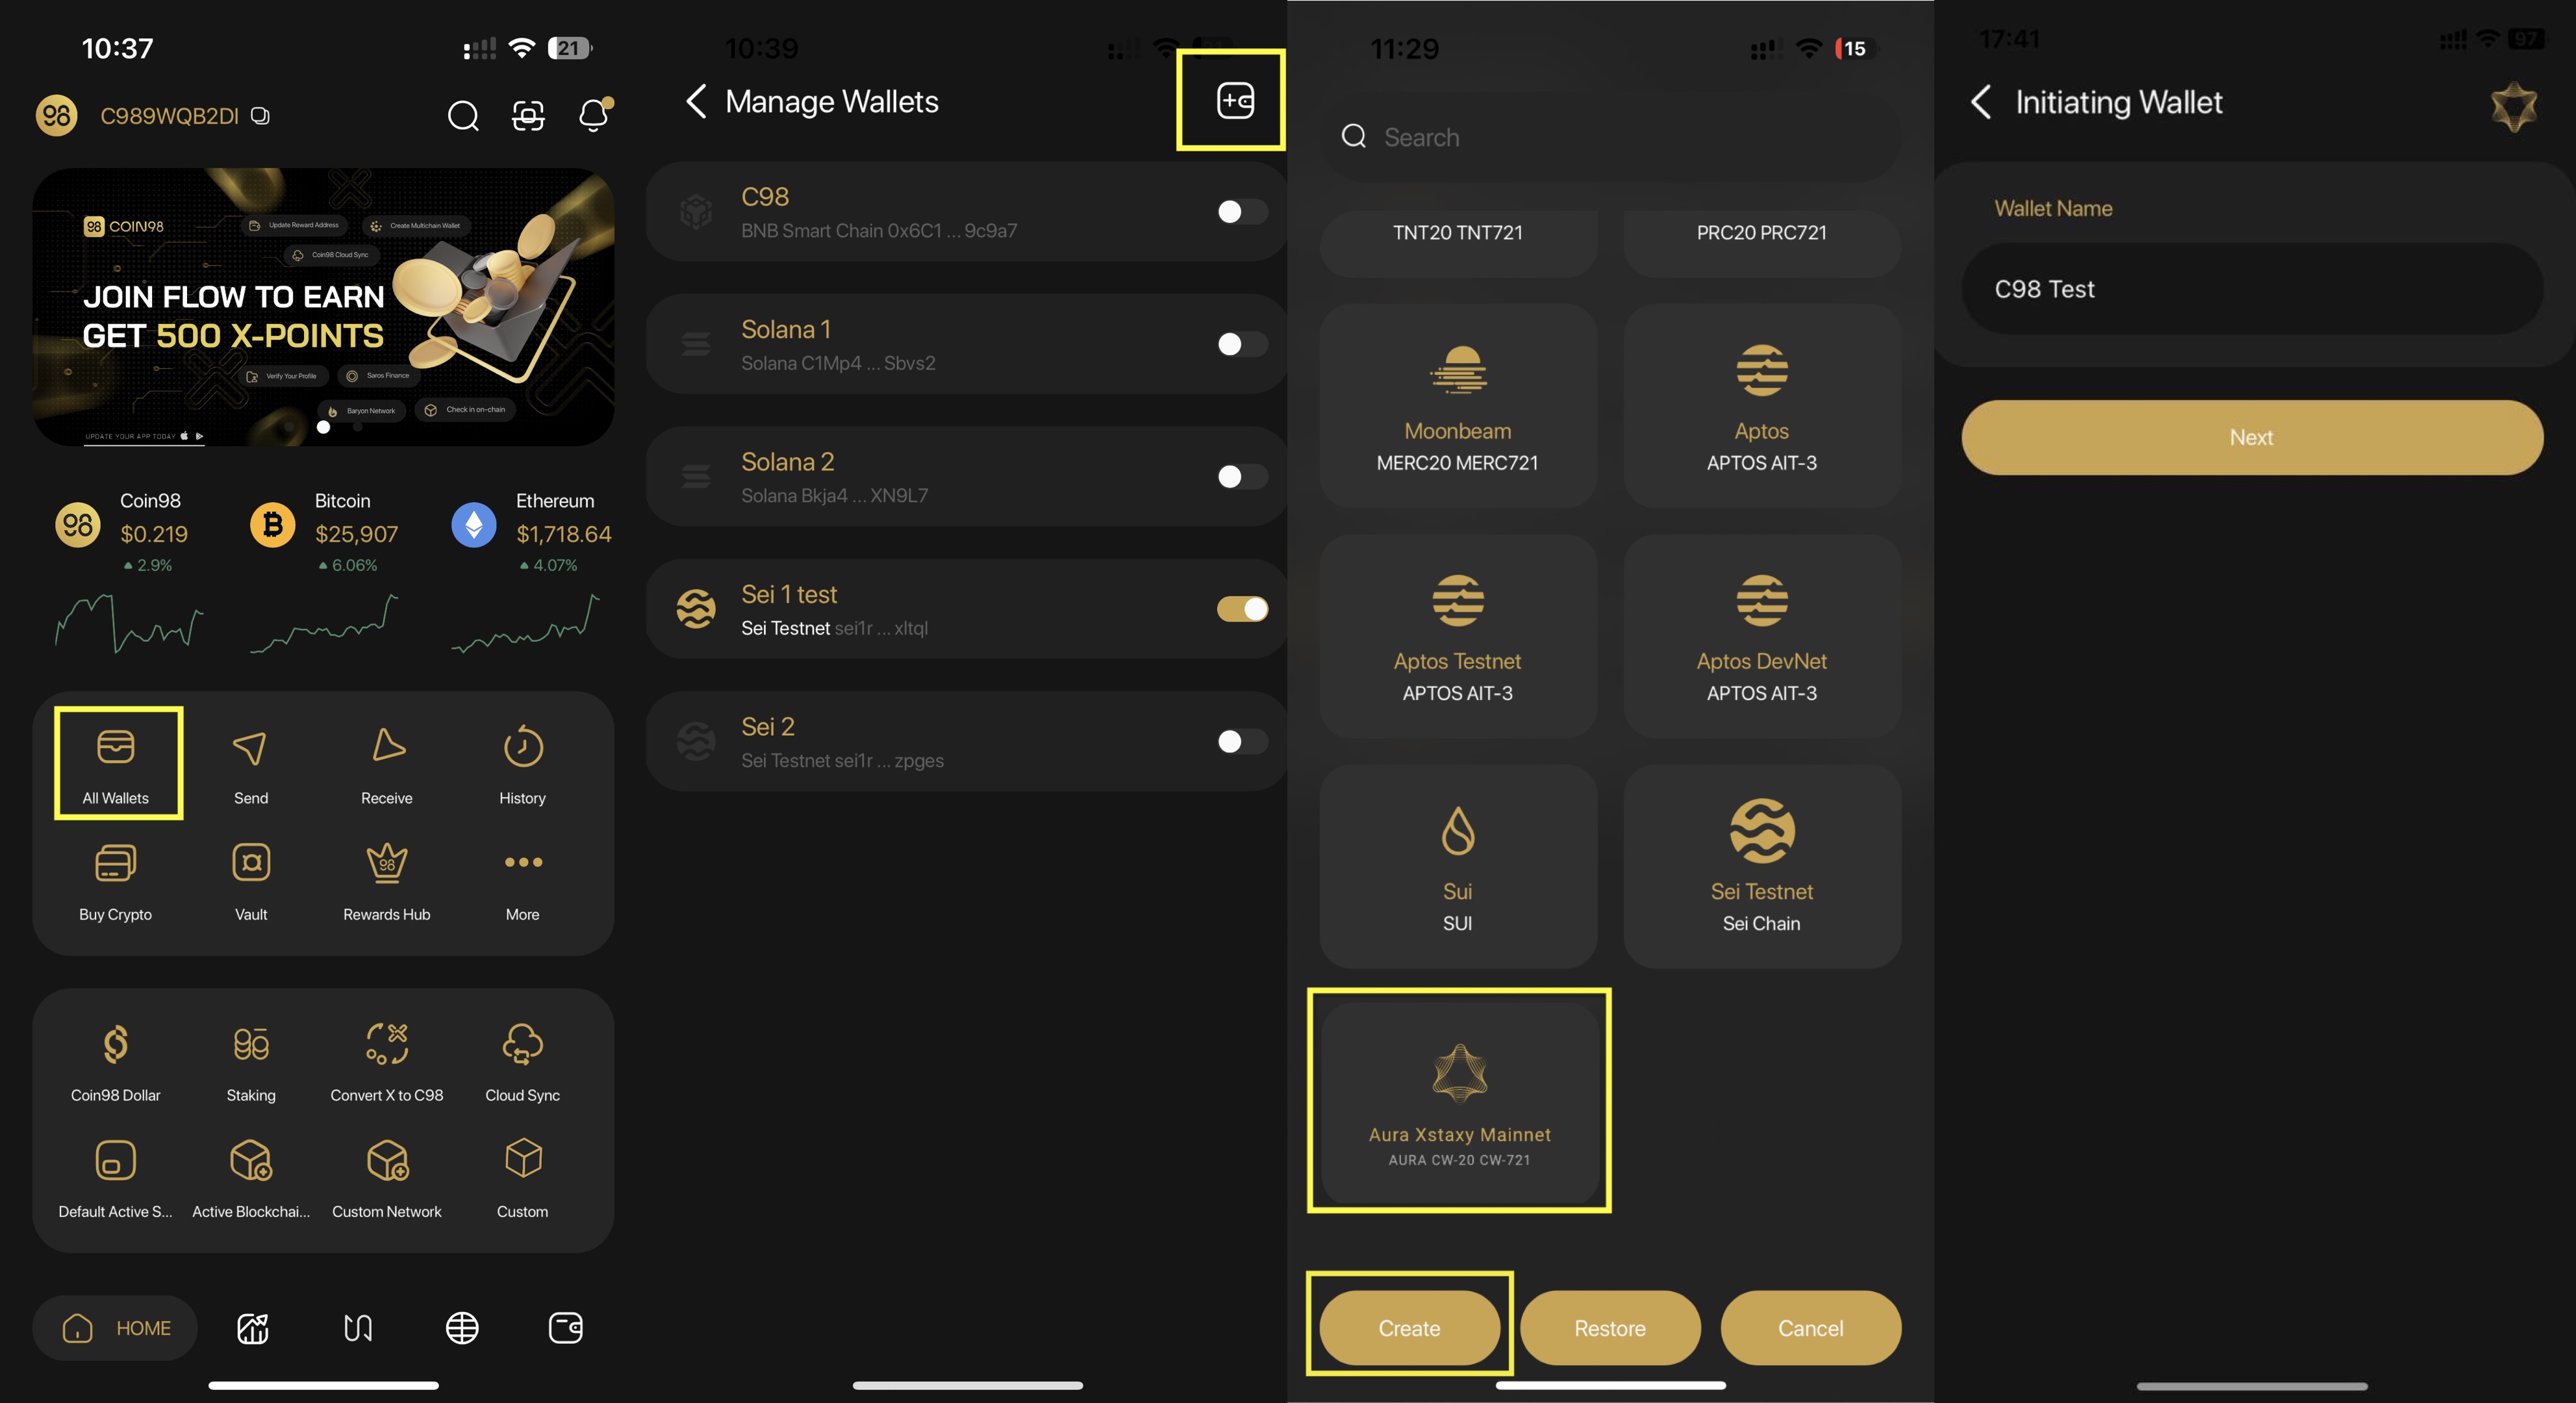 10:37
21
C989WQB2DI
COIN98
Update Reward Address
Create Multichain Wallet
Coin98 Cloud Sync
JOIN FLOW TO EARN
GET 500 X-POINTS
Verify Your Profile
Saros Finance
Baryon Network
Check in on-chain
UPDATE YOUR APP TODAY
Coin98
$0.219
2.9%
Bitcoin
$25,907
6.06%
Ethereum
$1,718.64
4.07%
All Wallets
Send
Receive
History
Buy Crypto
Vault
Rewards Hub
More
Coin98 Dollar
Staking
Convert X to C98
Cloud Sync
Default Active S...
Active Blockchai...
Custom Network
Custom
HOME
10:39
Manage Wallets
C98
BNB Smart Chain 0x6C1 ... 9c9a7
Solana 1
Solana C1Mp4 ... Sbvs2
Solana 2
Solana Bkja4 ... XN9L7
Sei 1 test
Sei Testnet sei1r ... xltql
Sei 2
Sei Testnet sei1r ... zpges
11:29
15
Search
TNT20 TNT721
PRC20 PRC721
Moonbeam
MERC20 MERC721
Aptos
APTOS AIT-3
Aptos Testnet
APTOS AIT-3
Aptos DevNet
APTOS AIT-3
Sui
SUI
Sei Testnet
Sei Chain
Aura Xstaxy Mainnet
AURA CW-20 CW-721
Create
Restore
Cancel
17:41
97
Initiating Wallet
Wallet Name
C98 Test
Next